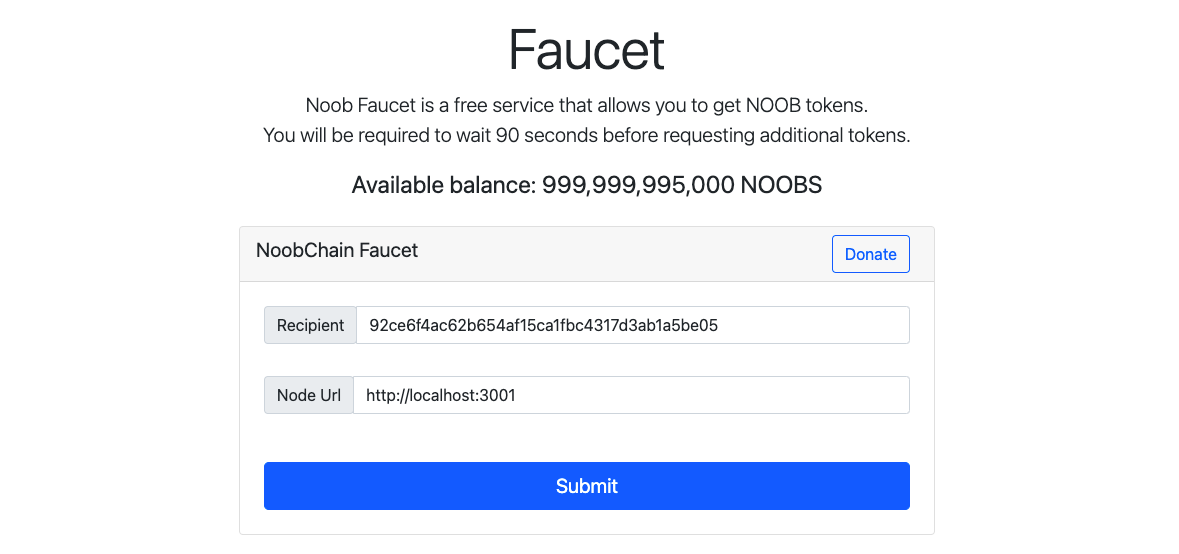 Faucet
Noob Faucet is a free service that allows you to get NOOB tokens.
You will be required to wait 90 seconds before requesting additional tokens.
Available balance: 999,999,995,000 NOOBS
NoobChain Faucet
Donate
Recipient 92ce6f4ac62b654af15ca1fbc4317d3ab1a5be05
Node Url http://localhost:3001
Submit